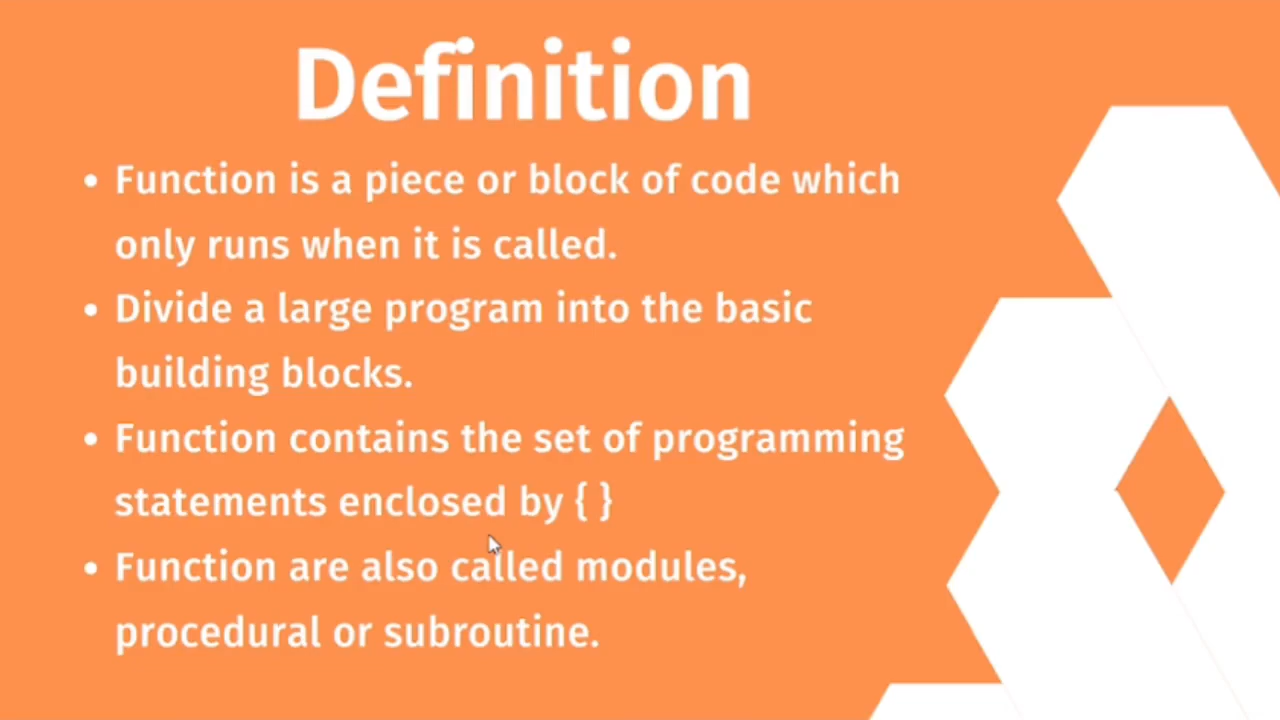 Definition
• Function is a piece or block of code which
only runs when it is called.
• Divide a large program into the basic
building blocks.
• Function contains the set of programming
statements enclosed by { }
• Function are also called modules,
procedural or subroutine.